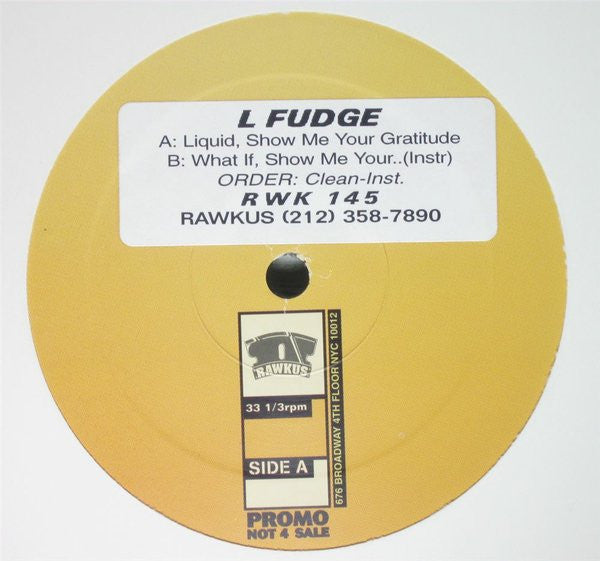 L FUDGE
A: Liquid, Show Me Your Gratitude
B: What If, Show Me Your..(Instr)
ORDER: Clean-Inst.
RWK 145
RAWKUS (212) 358-7890
RAWKUS
33 1/3rpm
SIDE A
676 BROADWAY 4TH FLOOR NYC 10012
PROMO
NOT 4 SALE